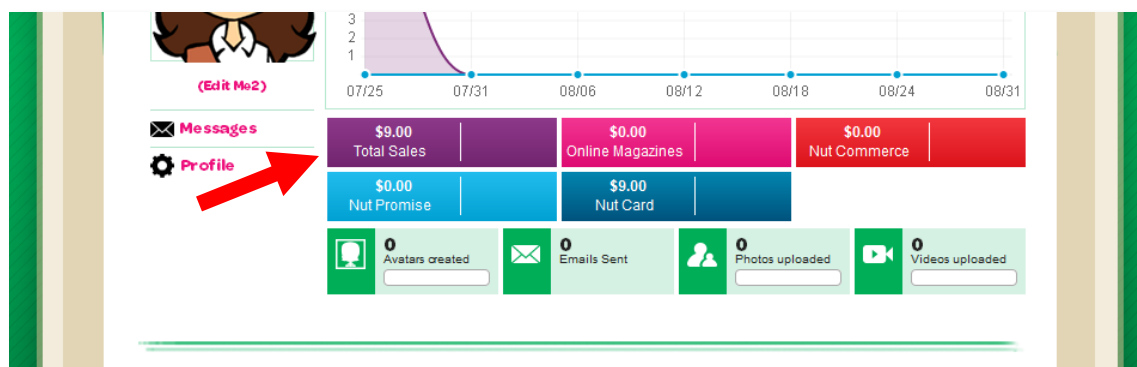 3
2
1
07/25 07/31 08/06 08/12 08/18 08/24 08/31
(Edit Me2)
Messages
Profile
$9.00
Total Sales
$0.00
Online Magazines
$0.00
Nut Commerce
$0.00
Nut Promise
$9.00
Nut Card
0
Avatars created
0
Emails Sent
0
Photos uploaded
0
Videos uploaded